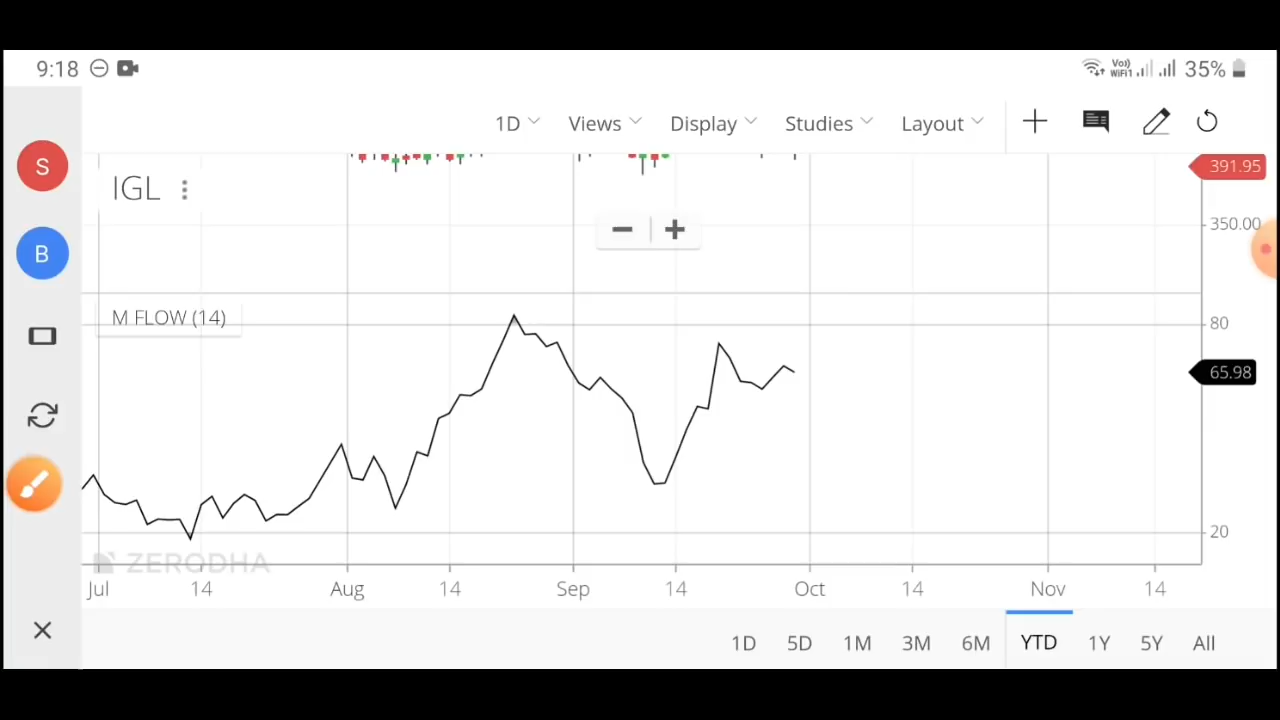 9:18 Vo)) WiFi1 35%
1D Views Display Studies Layout
S
IGL
391.95
B
350.00
M FLOW (14)
80
65.98
20
ZERODHA
Jul 14 Aug 14 Sep 14 Oct 14 Nov 14
1D 5D 1M 3M 6M YTD 1Y 5Y All